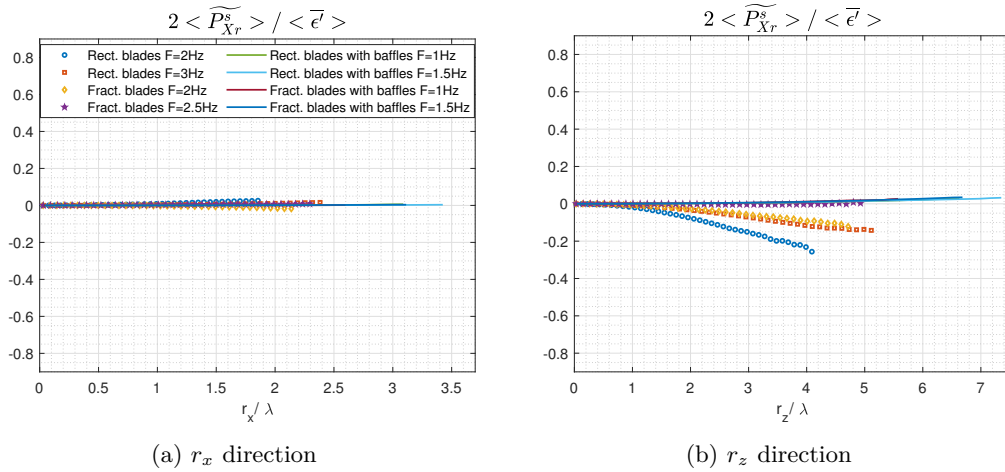 2 < \widetilde{P^s_{Xr}} > / < \overline{ϵ'} >
0.8
0.6
0.4
0.2
0
-0.2
-0.4
-0.6
-0.8
Rect. blades F=2Hz
Rect. blades F=3Hz
Fract. blades F=2Hz
Fract. blades F=2.5Hz
Rect. blades with baffles F=1Hz
Rect. blades with baffles F=1.5Hz
Fract. blades with baffles F=1Hz
Fract. blades with baffles F=1.5Hz
0 0.5 1 1.5 2 2.5 3 3.5
r_x/ λ
(a) r_x direction
2 < \widetilde{P^s_{Xr}} > / < \overline{ϵ'} >
0.8
0.6
0.4
0.2
0
-0.2
-0.4
-0.6
-0.8
0 1 2 3 4 5 6 7
r_z/ λ
(b) r_z direction